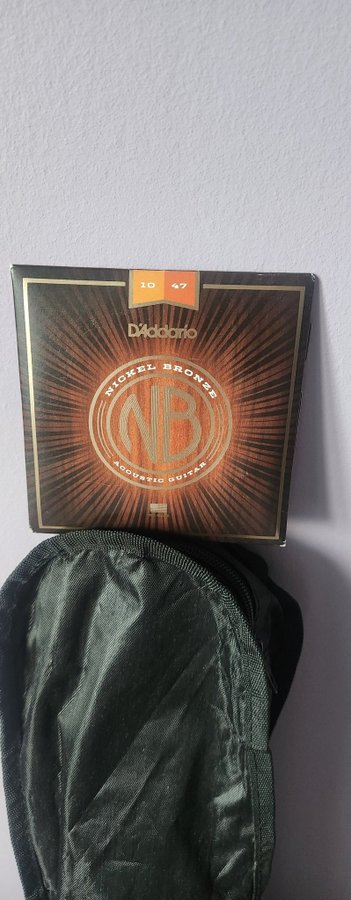 10 47
D'Addario
NICKEL BRONZE
NB
ACOUSTIC GUITAR